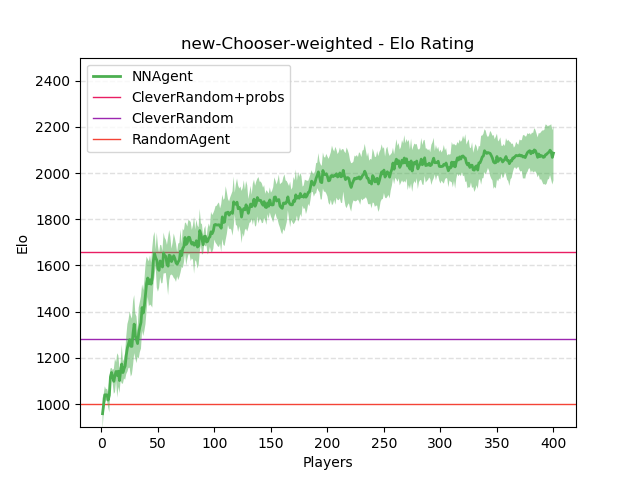 new-Chooser-weighted - Elo Rating
NNAgent
CleverRandom+probs
CleverRandom
RandomAgent
2400
2200
2000
1800
1600
1400
1200
1000
Elo
0 50 100 150 200 250 300 350 400
Players